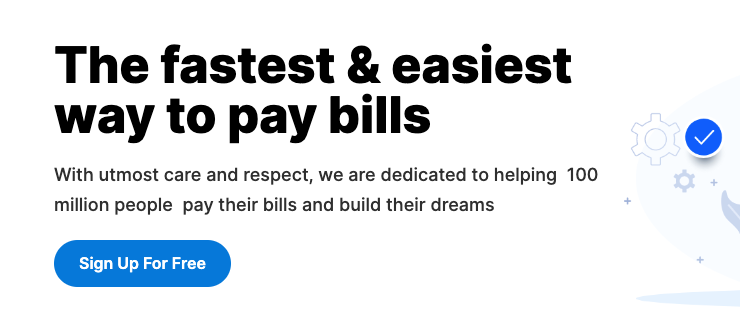 The fastest & easiest
way to pay bills
With utmost care and respect, we are dedicated to helping  100
million people  pay their bills and build their dreams
Sign Up For Free